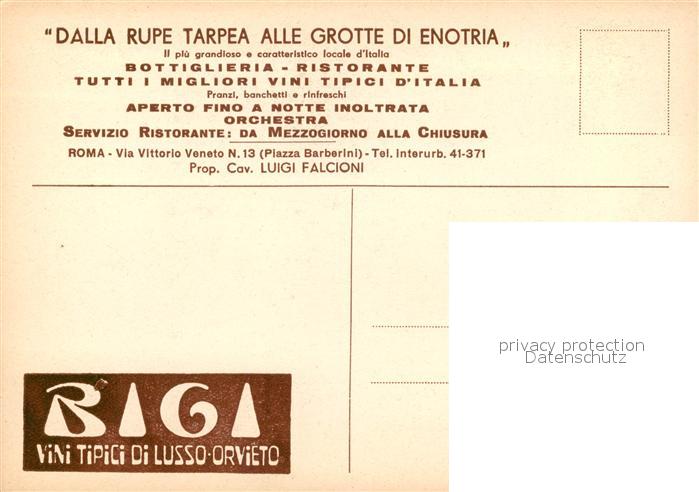 "DALLA RUPE TARPEA ALLE GROTTE DI ENOTRIA„
Il più grandioso e caratteristico locale d'Italia
BOTTIGLIERIA - RISTORANTE
TUTTI I MIGLIORI VINI TIPICI D'ITALIA
Pranzi, banchetti e rinfreschi
APERTO FINO A NOTTE INOLTRATA
ORCHESTRA
SERVIZIO RISTORANTE: DA MEZZOGIORNO ALLA CHIUSURA
ROMA - Via Vittorio Veneto N. 13 (Piazza Barberini) - Tel. Interurb. 41-371
Prop. Cav. LUIGI FALCIONI
privacy protection
Datenschutz
BIGI
VINI TIPICI DI LUSSO-ORVIETO